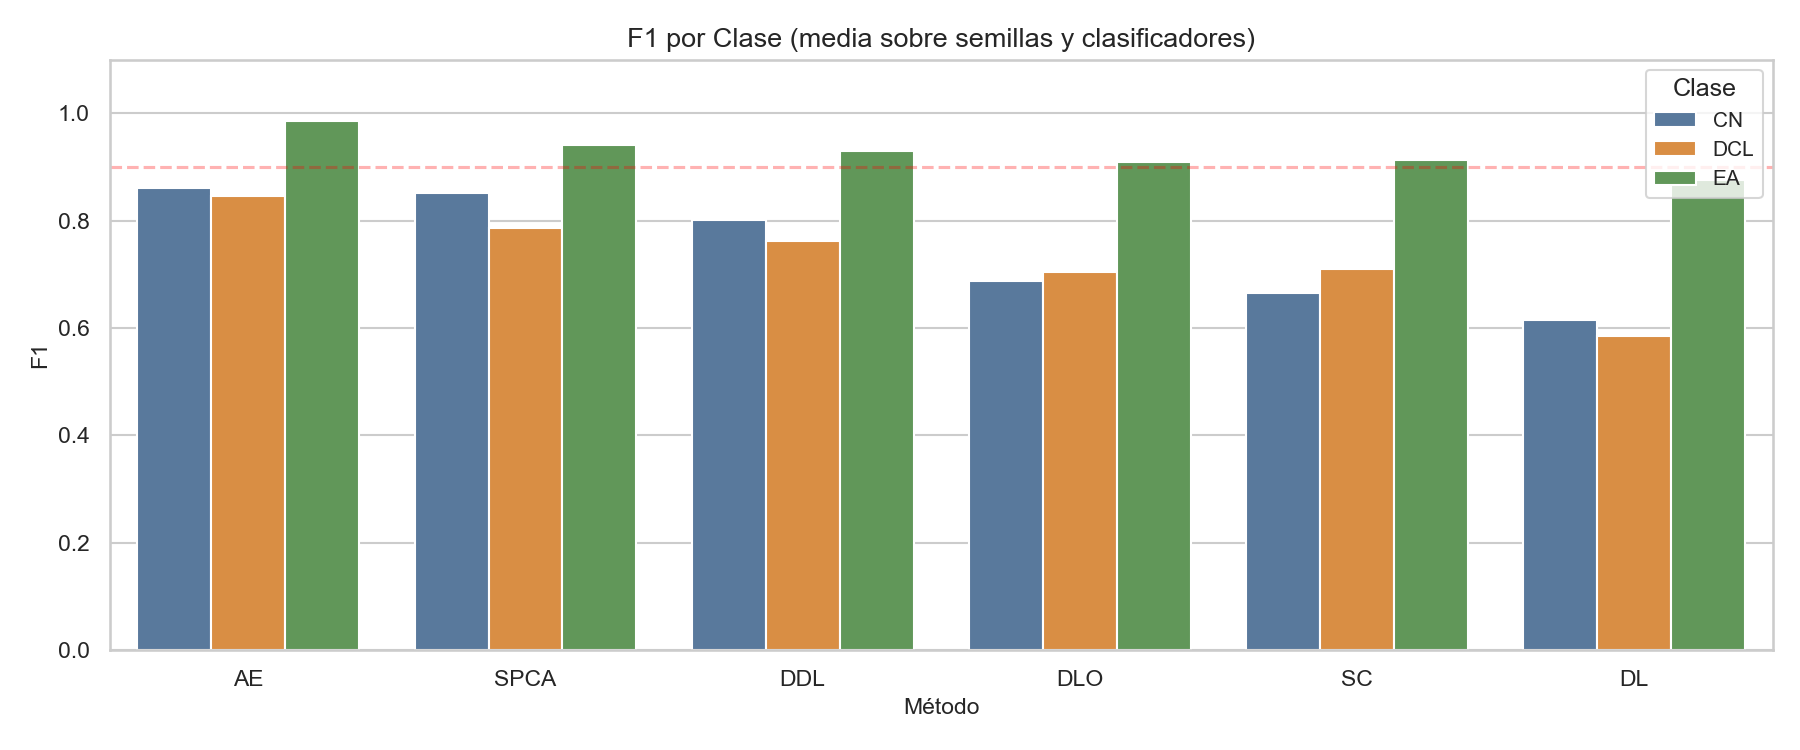 F1 por Clase (media sobre semillas y clasificadores)
Clase
CN
DCL
EA
1.0
0.8
0.6
0.4
0.2
0.0
F1
AE SPCA DDL DLO SC DL
Método